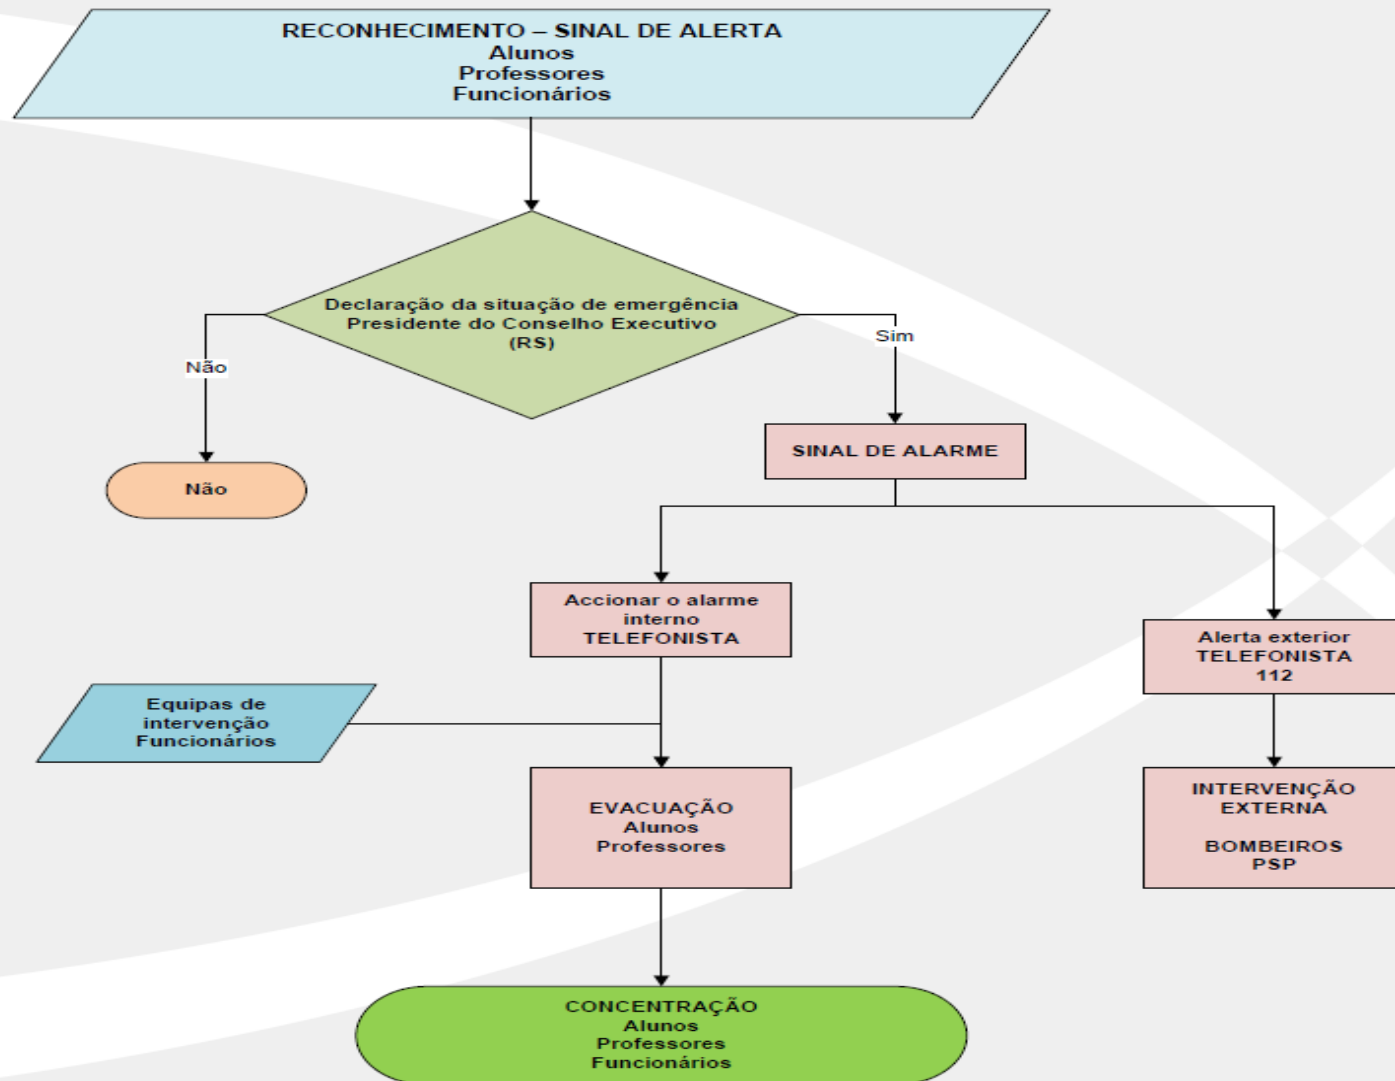 RECONHECIMENTO – SINAL DE ALERTA
Alunos
Professores
Funcionários
Declaração da situação de emergência
Presidente do Conselho Executivo
(RS)
Sim
Não
SINAL DE ALARME
Não
Accionar o alarme
interno
TELEFONISTA
Alerta exterior
TELEFONISTA
112
Equipas de
intervenção
Funcionários
EVACUAÇÃO
Alunos
Professores
INTERVENÇÃO
EXTERNA
BOMBEIROS
PSP
CONCENTRAÇÃO
Alunos
Professores
Funcionários